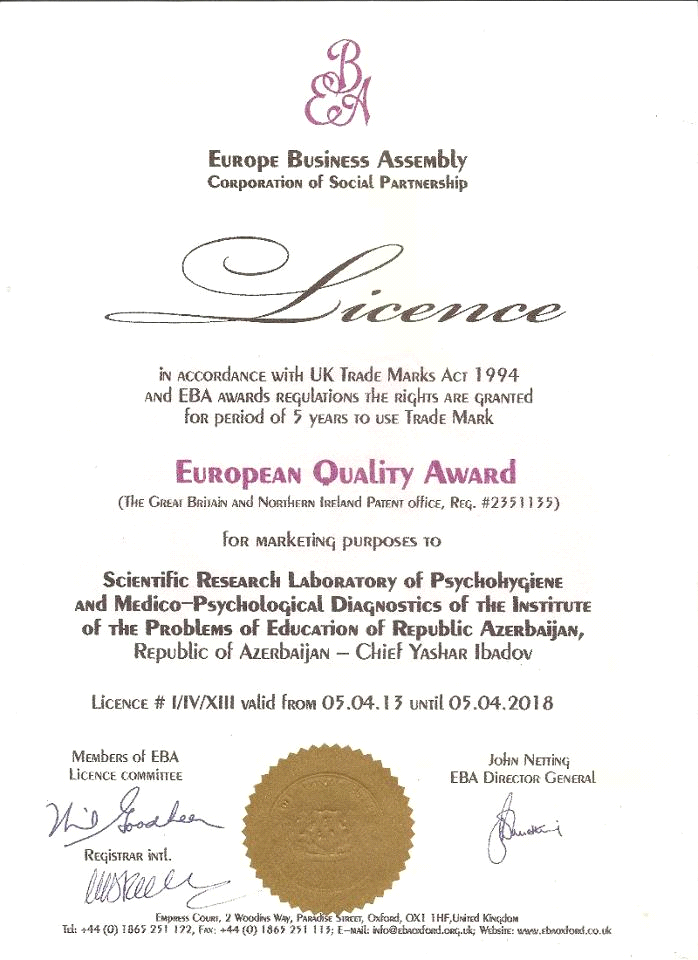 EBA
Europe Business Assembly
Corporation of Social Partnership
Licence
in accordance with UK Trade Marks Act 1994
and EBA awards regulations the rights are granted
for period of 5 years to use Trade Mark
European Quality Award
(The Great Britain and Northern Ireland Patent office, Reg. #2351135)
for marketing purposes to
Scientific Research Laboratory of Psychohygiene
and Medico-Psychological Diagnostics of the Institute
of the Problems of Education of Republic Azerbaijan,
Republic of Azerbaijan – Chief Yashar Ibadov
Licence # I/IV/XIII valid from 05.04.13 until 05.04.2018
Members of EBA
Licence committee
Registrar intl.
John Netting
EBA Director General
Empress Court, 2 Woodins Way, Paradise Street, Oxford, OX1 1HF,United Kingdom
Tel: +44 (0) 1865 251 122, Fax: +44 (0) 1865 251 113; E-mail: info@ebaoxford.org.uk; Website: www.ebaoxford.co.uk